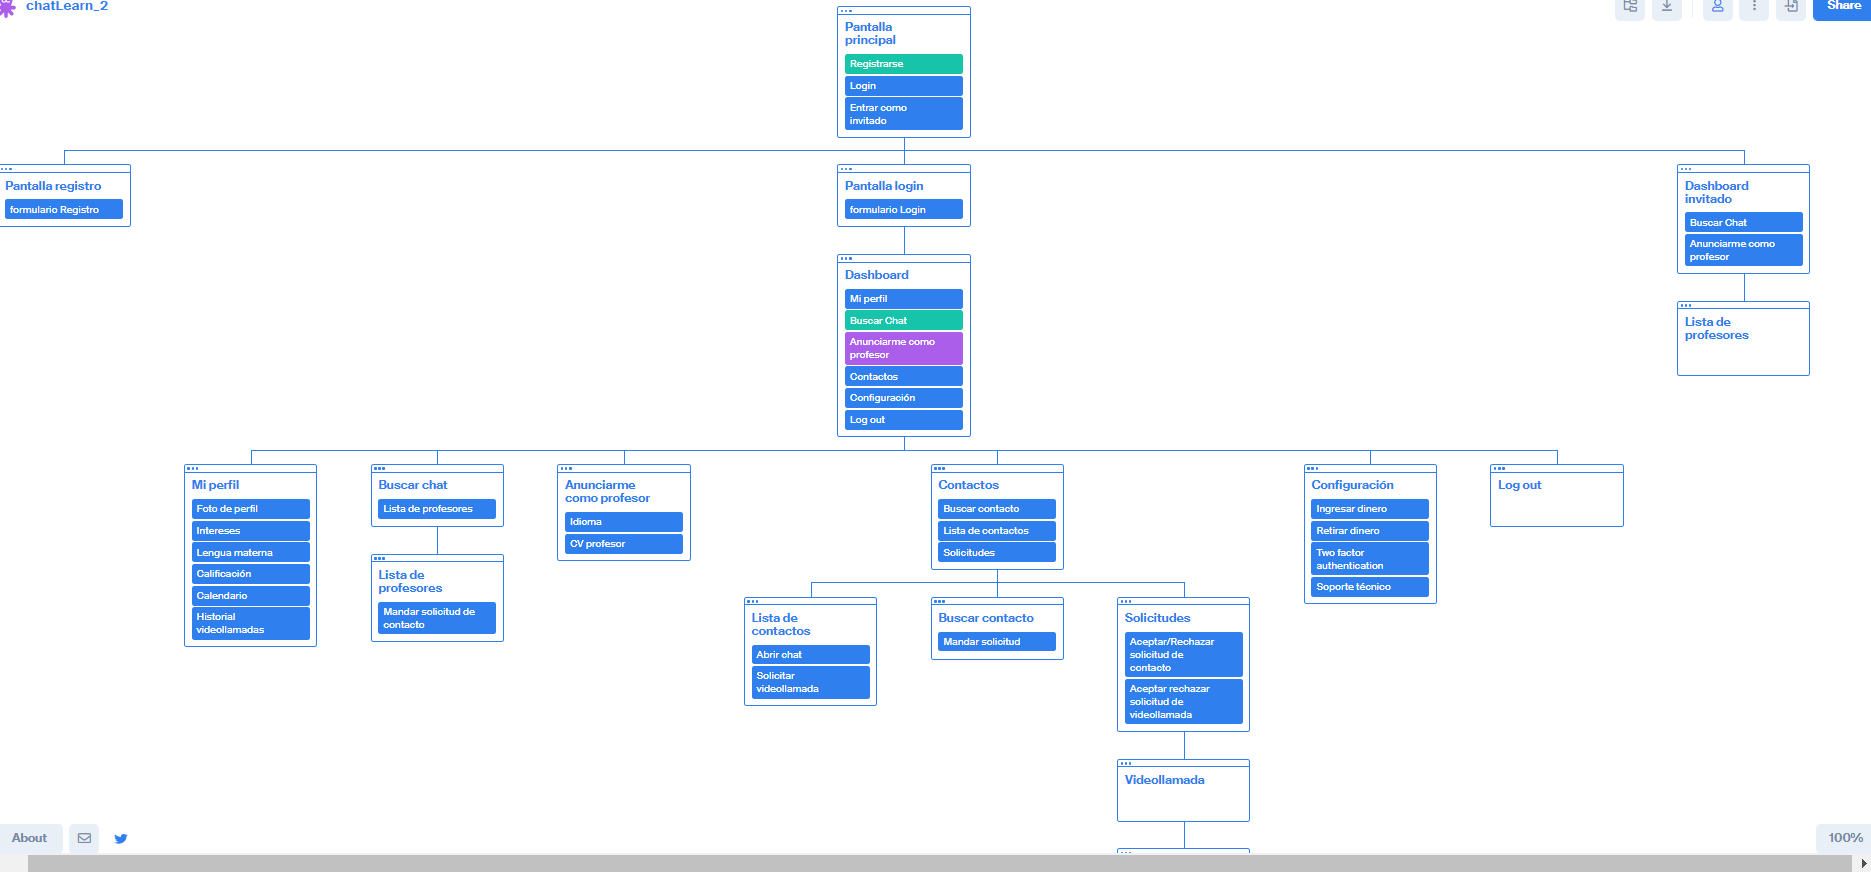 chatLearn_2
Share
Pantalla
principal
Registrarse
Login
Entrar como
invitado
Pantalla registro
formulario Registro
Pantalla login
formulario Login
Dashboard
invitado
Buscar Chat
Anunciarme como
profesor
Lista de
profesores
Dashboard
Mi perfil
Buscar Chat
Anunciarme como
profesor
Contactos
Configuración
Log out
Mi perfil
Foto de perfil
Intereses
Lengua materna
Calificación
Calendario
Historial
videollamadas
Buscar chat
Lista de profesores
Lista de
profesores
Mandar solicitud de
contacto
Anunciarme
como profesor
Idioma
CV profesor
Contactos
Buscar contacto
Lista de contactos
Solicitudes
Lista de
contactos
Abrir chat
Solicitar
videollamada
Buscar contacto
Mandar solicitud
Solicitudes
Aceptar/Rechazar
solicitud de
contacto
Aceptar rechazar
solicitud de
videollamada
Videollamada
Configuración
Ingresar dinero
Retirar dinero
Two factor
authentication
Soporte técnico
Log out
About
100%